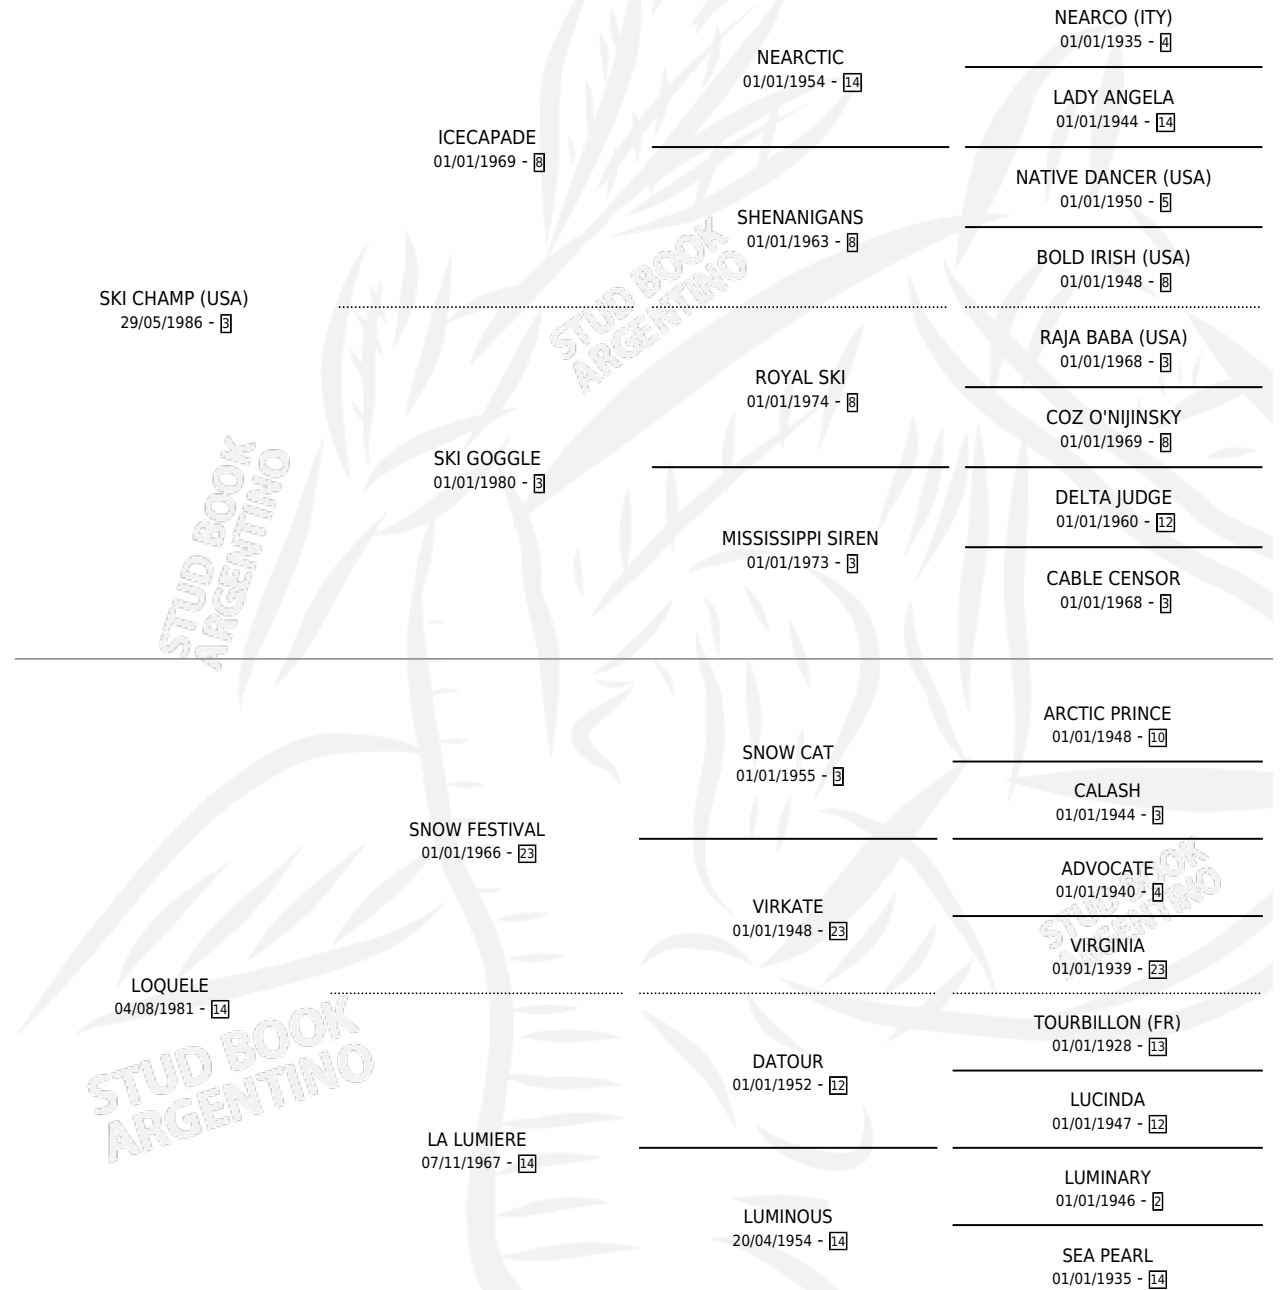 NEARCO (ITY)
01/01/1935 - 4
NEARCTIC
01/01/1954 - 14
LADY ANGELA
01/01/1944 - 14
ICECAPADE
01/01/1969 - 8
NATIVE DANCER (USA)
01/01/1950 - 5
SHENANIGANS
01/01/1963 - 8
BOLD IRISH (USA)
01/01/1948 - 8
SKI CHAMP (USA)
29/05/1986 - 3
RAJA BABA (USA)
01/01/1968 - 3
ROYAL SKI
01/01/1974 - 8
COZ O'NIJINSKY
01/01/1969 - 8
SKI GOGGLE
01/01/1980 - 3
DELTA JUDGE
01/01/1960 - 12
MISSISSIPPI SIREN
01/01/1973 - 3
CABLE CENSOR
01/01/1968 - 3
ARCTIC PRINCE
01/01/1948 - 10
SNOW CAT
01/01/1955 - 3
CALASH
01/01/1944 - 3
SNOW FESTIVAL
01/01/1966 - 23
ADVOCATE
01/01/1940 - 4
VIRKATE
01/01/1948 - 23
VIRGINIA
01/01/1939 - 23
LOQUELE
04/08/1981 - 14
TOURBILLON (FR)
01/01/1928 - 13
DATOUR
01/01/1952 - 12
LUCINDA
01/01/1947 - 12
LA LUMIERE
07/11/1967 - 14
LUMINARY
01/01/1946 - 2
LUMINOUS
20/04/1954 - 14
SEA PEARL
01/01/1935 - 14
STUD BOOK
ARGENTINO
STUD BOOK
ARGENTINO
STUD BOOK
ARGENTINO
STUD BOOK
ARGENTINO